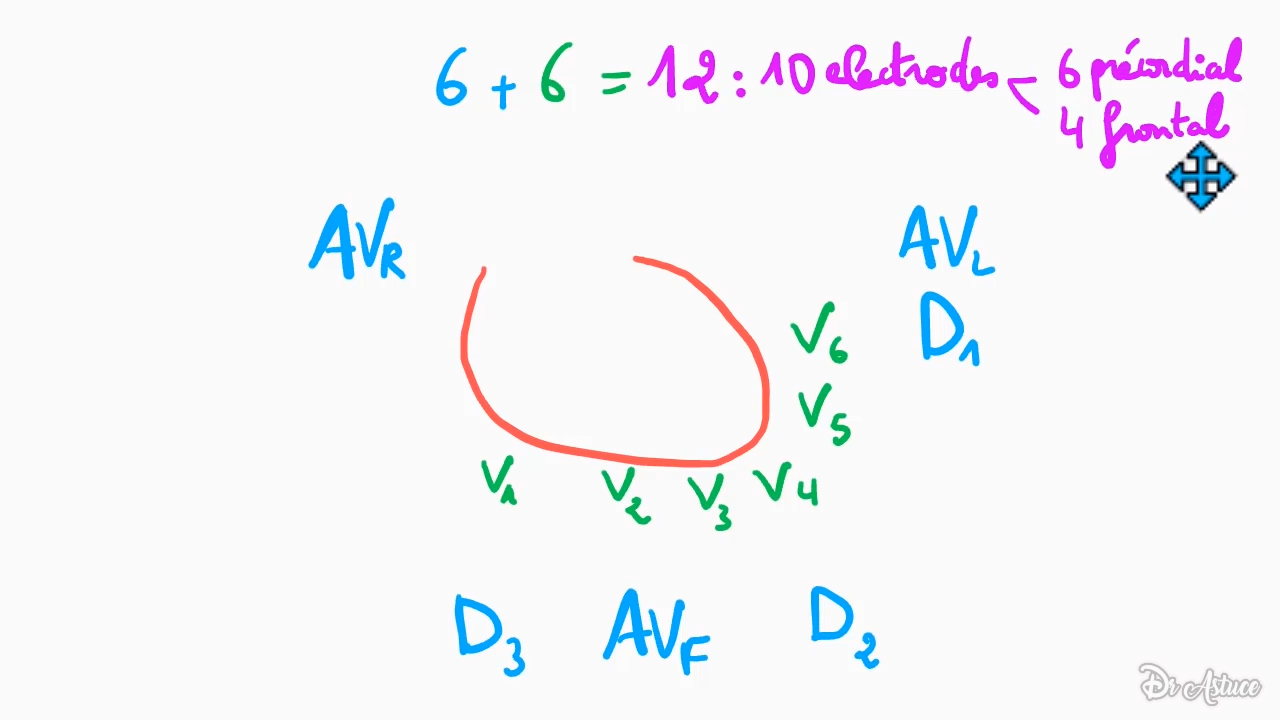 6 + 6 = 12 : 10 electrodes < 6 précordial
4 frontal
AVR
AVL
D1
V6
V5
V1 V2 V3 V4
D3 AVF D2
Dr Astuce